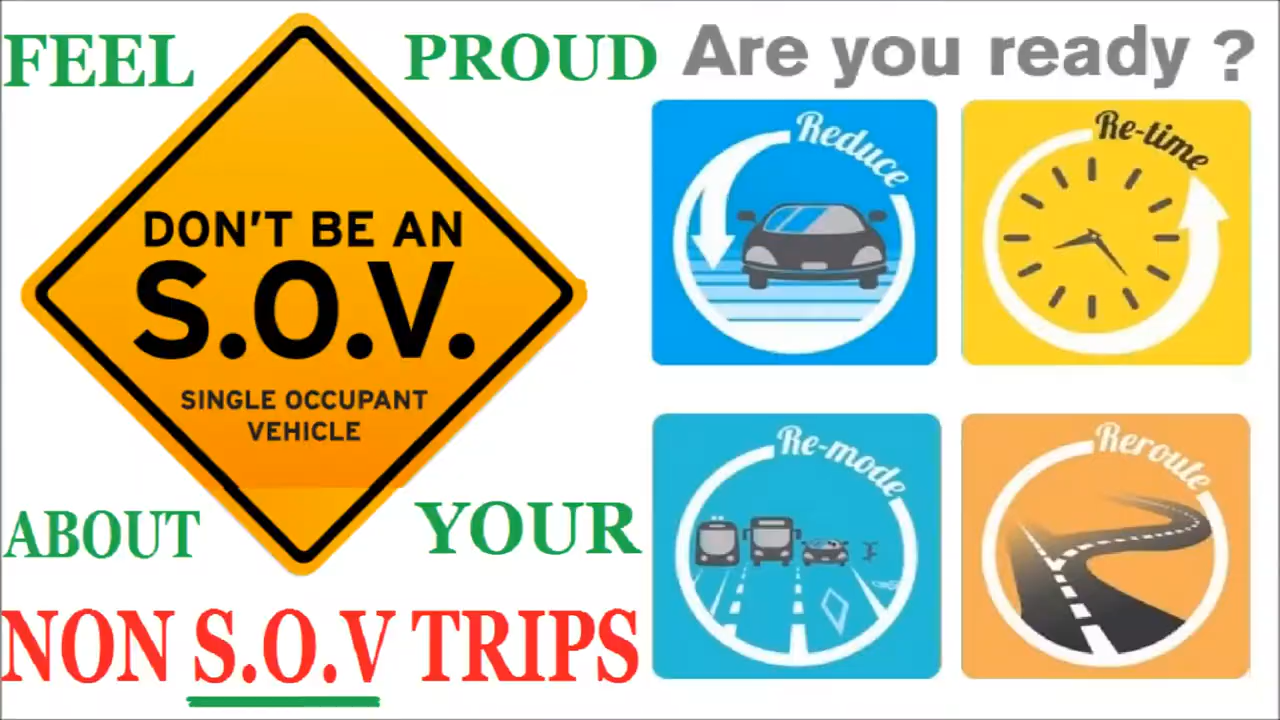 FEEL PROUD
DON'T BE AN
S.O.V.
SINGLE OCCUPANT
VEHICLE
ABOUT YOUR
NON S.O.V TRIPS
Are you ready ?
Reduce
Re-time
Re-mode
Reroute